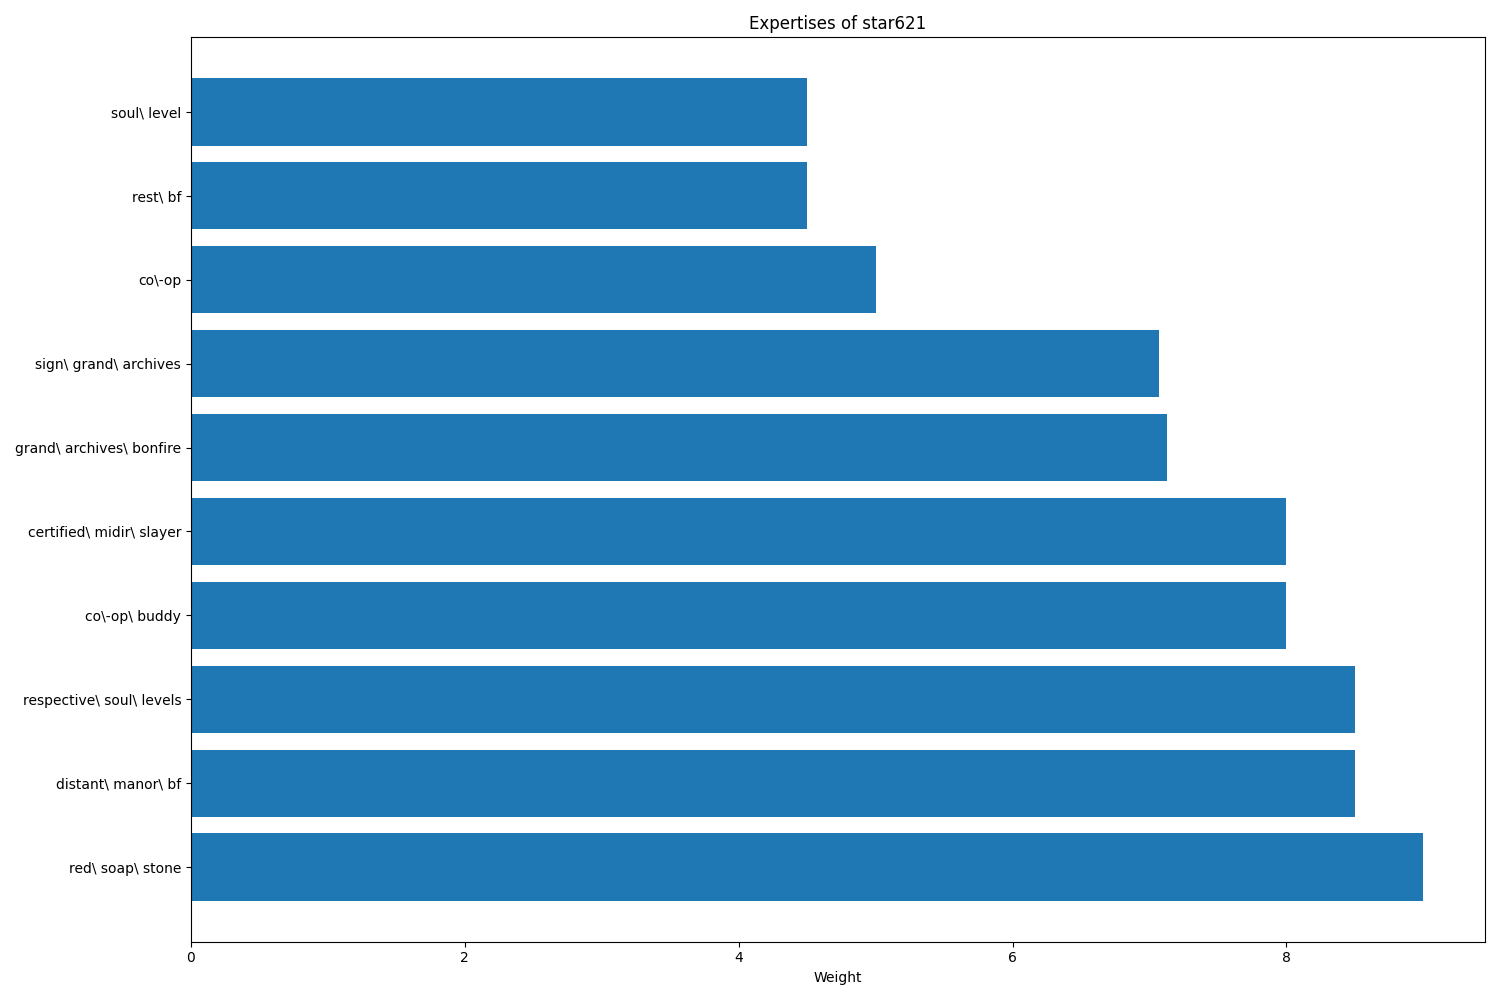 Expertises of star621
soul\ level
rest\ bf
co\-op
sign\ grand\ archives
grand\ archives\ bonfire
certified\ midir\ slayer
co\-op\ buddy
respective\ soul\ levels
distant\ manor\ bf
red\ soap\ stone
0 2 4 6 8
Weight